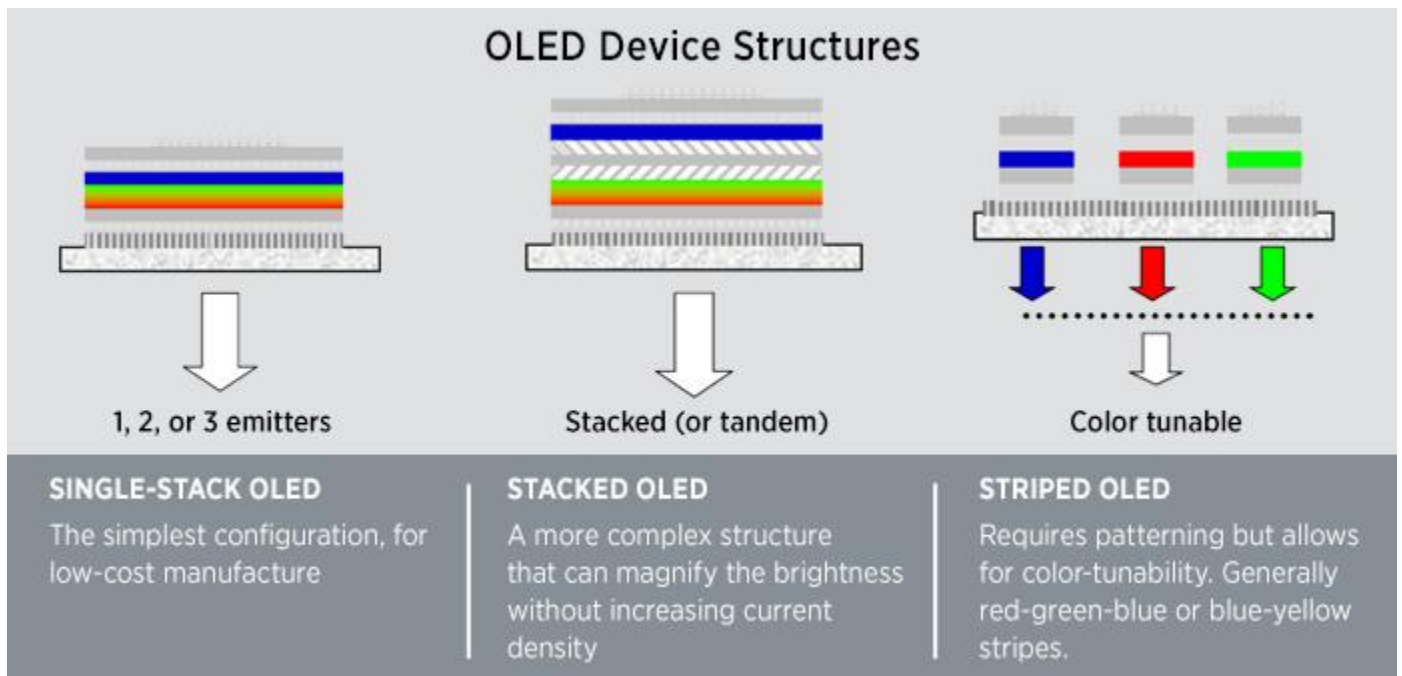 OLED Device Structures
1, 2, or 3 emitters
Stacked (or tandem)
Color tunable
SINGLE-STACK OLED
The simplest configuration, for
low-cost manufacture
STACKED OLED
A more complex structure
that can magnify the brightness
without increasing current
density
STRIPED OLED
Requires patterning but allows
for color-tunability. Generally
red-green-blue or blue-yellow
stripes.